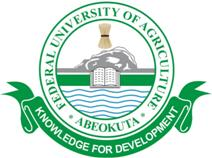 FEDERAL UNIVERSITY OF AGRICULTURE
• ABEOKUTA •
KNOWLEDGE FOR DEVELOPMENT